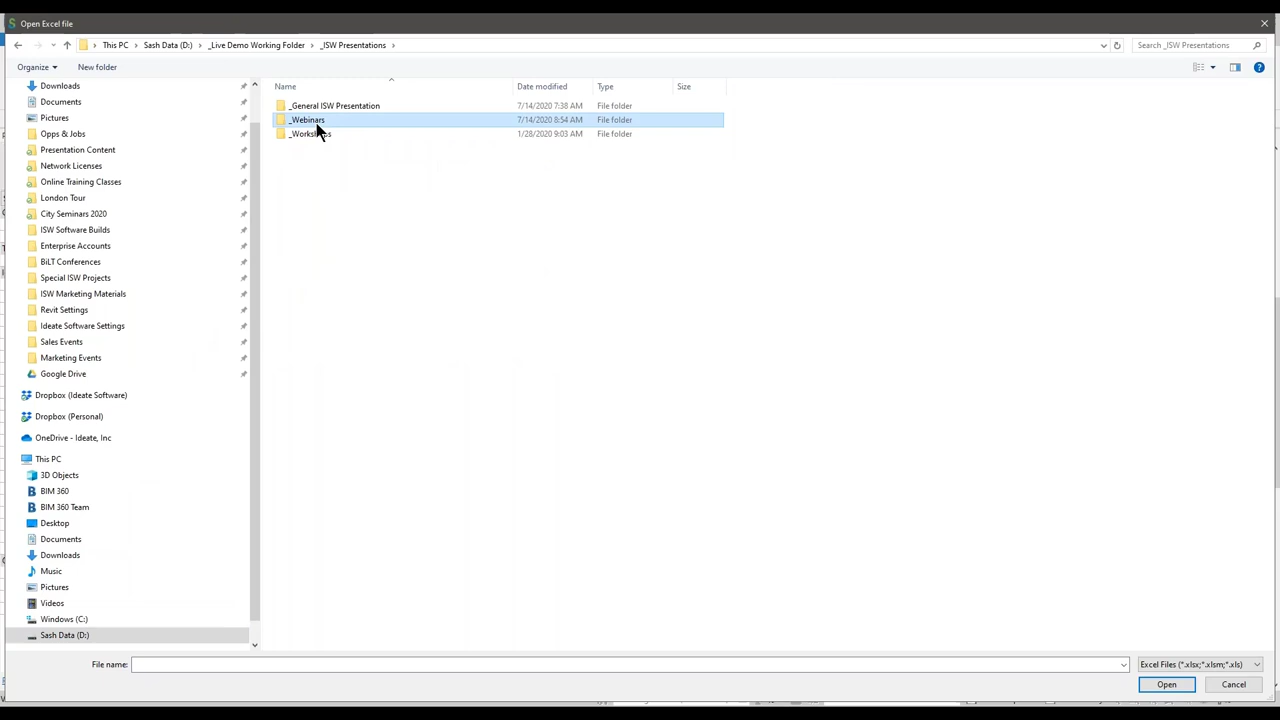 Open Excel file
This PC > Sash Data (D:) > _Live Demo Working Folder > _ISW Presentations >
Search _ISW Presentations
Organize
New folder
Name
Date modified
Type
Size
_General ISW Presentation 7/14/2020 7:38 AM File folder
_Webinars 7/14/2020 8:54 AM File folder
1/28/2020 9:03 AM File folder
Downloads
Documents
Pictures
Opps & Jobs
Presentation Content
Network Licenses
Online Training Classes
London Tour
City Seminars 2020
ISW Software Builds
Enterprise Accounts
BiLT Conferences
Special ISW Projects
ISW Marketing Materials
Revit Settings
Ideate Software Settings
Sales Events
Marketing Events
Google Drive
Dropbox (Ideate Software)
Dropbox (Personal)
OneDrive - Ideate, Inc
This PC
3D Objects
BIM 360
BIM 360 Team
Desktop
Documents
Downloads
Music
Pictures
Videos
Windows (C:)
Sash Data (D:)
File name:
Excel Files (*.xlsx;*.xlsm;*.xls)
Open
Cancel